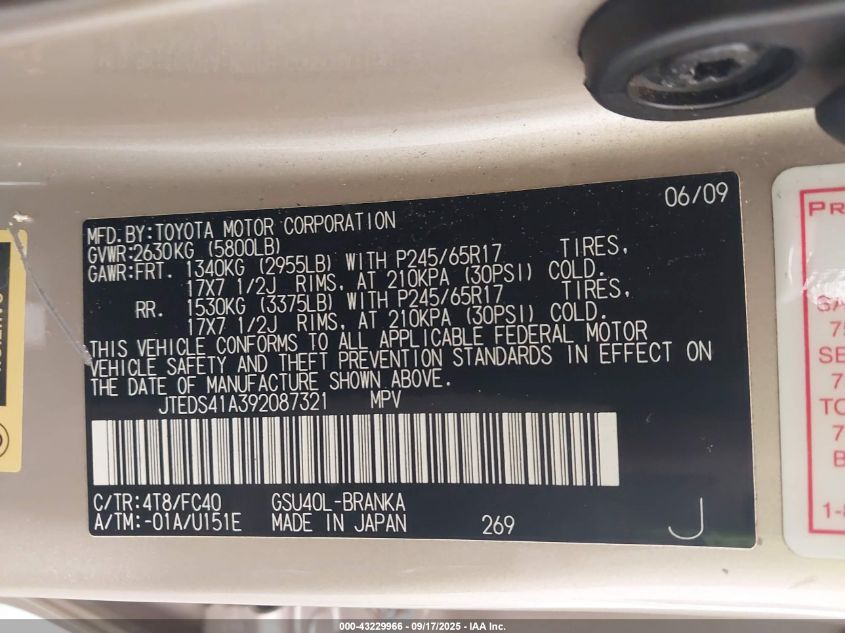 06/09
MFD.BY:TOYOTA MOTOR CORPORATION
GVWR:2630KG (5800LB)
GAWR:FRT. 1340KG (2955LB) WITH P245/65R17 TIRES,
17X7 1/2J RIMS, AT 210KPA (30PSI) COLD.
RR. 1530KG (3375LB) WITH P245/65R17 TIRES,
17X7 1/2J RIMS, AT 210KPA (30PSI) COLD.
THIS VEHICLE CONFORMS TO ALL APPLICABLE FEDERAL MOTOR
VEHICLE SAFETY AND THEFT PREVENTION STANDARDS IN EFFECT ON
THE DATE OF MANUFACTURE SHOWN ABOVE.
JTEDS41A392087321 MPV
C/TR:4T8/FC40 GSU40L-BRANKA
A/TM:-01A/U151E MADE IN JAPAN 269 J
000-43229966 - 09/17/2025 - IAA Inc.